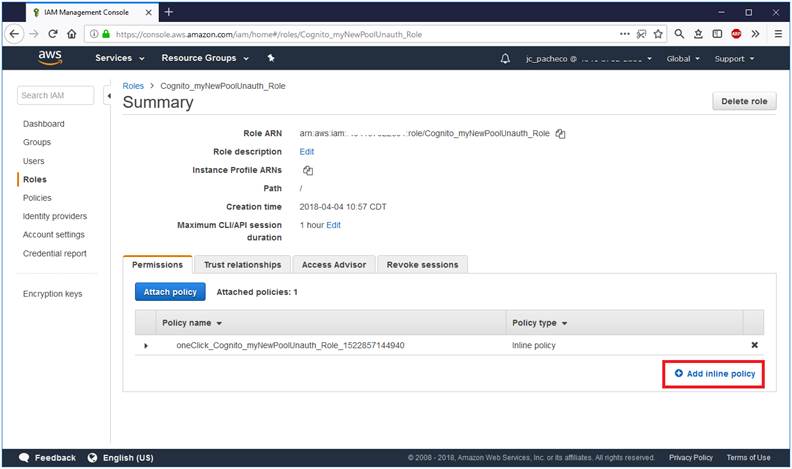 IAM Management Console
https://console.aws.amazon.com/iam/home#/roles/Cognito_myNewPoolUnauth_Role
ABP
aws
Services
Resource Groups
jc_pacheco @
Global
Support
Search IAM
Dashboard
Groups
Users
Roles
Policies
Identity providers
Account settings
Credential report
Encryption keys
Roles > Cognito_myNewPoolUnauth_Role
Summary
Delete role
Role ARN arn:aws:iam: :role/Cognito_myNewPoolUnauth_Role
Role description Edit
Instance Profile ARNs
Path /
Creation time 2018-04-04 10:57 CDT
Maximum CLI/API session duration 1 hour Edit
Permissions Trust relationships Access Advisor Revoke sessions
Attach policy Attached policies: 1
Policy name Policy type
oneClick_Cognito_myNewPoolUnauth_Role_1522857144940 Inline policy
Add inline policy
Feedback English (US) © 2008 - 2018, Amazon Web Services, Inc. or its affiliates. All rights reserved. Privacy Policy Terms of Use